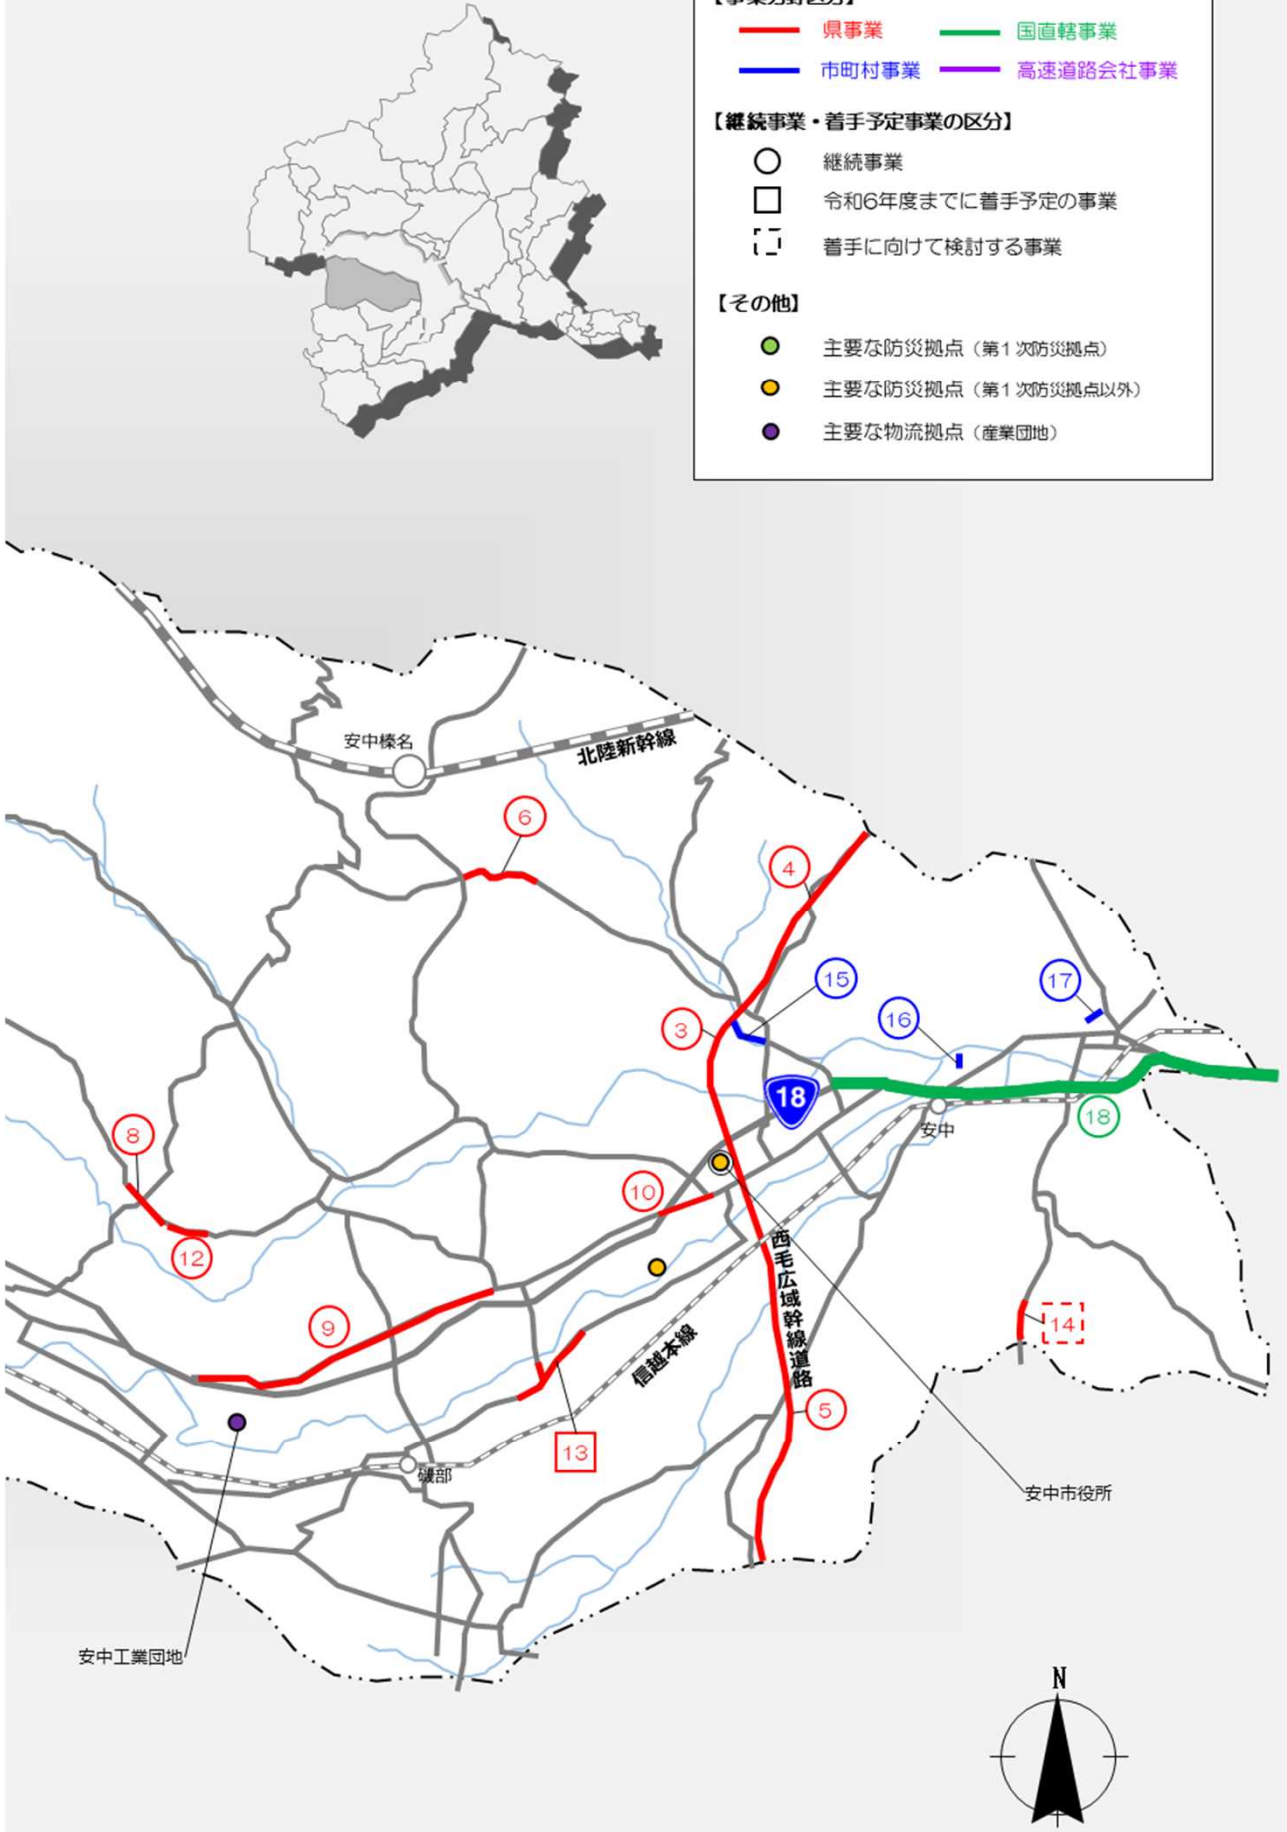 【事業分野区分】
県事業
国直轄事業
市町村事業
高速道路会社事業
【継続事業・着手予定事業の区分】
継続事業
令和6年度までに着手予定の事業
着手に向けて検討する事業
【その他】
主要な防災拠点（第1次防災拠点）
主要な防災拠点（第1次防災拠点以外）
主要な物流拠点（産業団地）
安中榛名
北陸新幹線
6
4
15
17
16
3
18
18
安中
8
10
12
西毛広域幹線道路
9
14
信越本線
5
13
磯部
安中市役所
安中工業団地
N